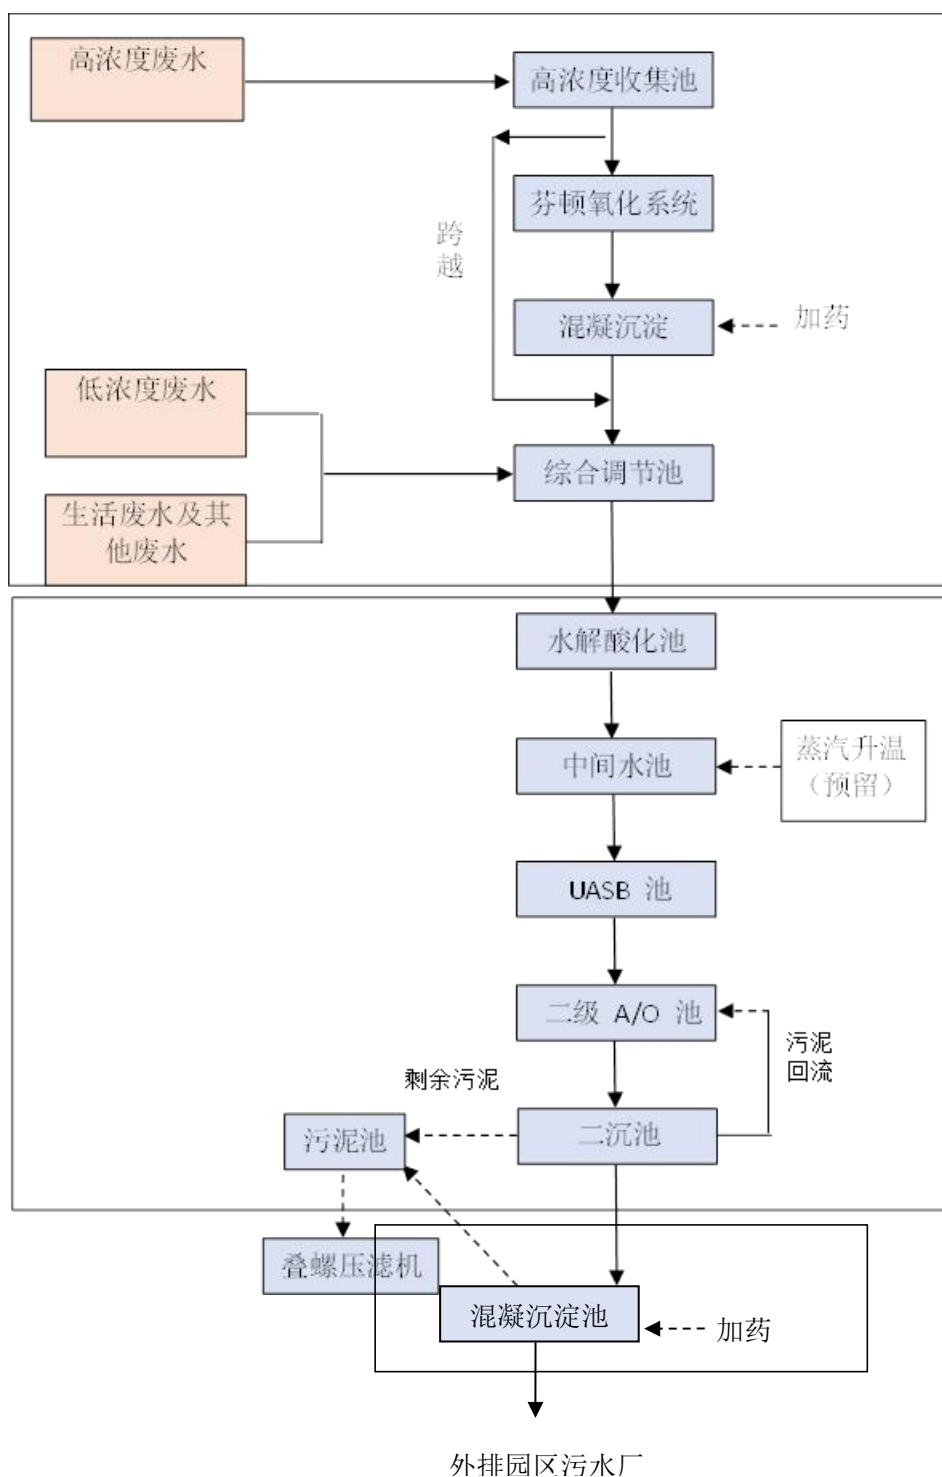 高浓度废水
高浓度收集池
芬顿氧化系统
跨
越
混凝沉淀
加药
低浓度废水
综合调节池
生活废水及其
他废水
水解酸化池
中间水池
蒸汽升温
（预留）
UASB 池
二级 A/O 池
污泥
回流
剩余污泥
二沉池
污泥池
叠螺压滤机
混凝沉淀池
加药
外排园区污水厂